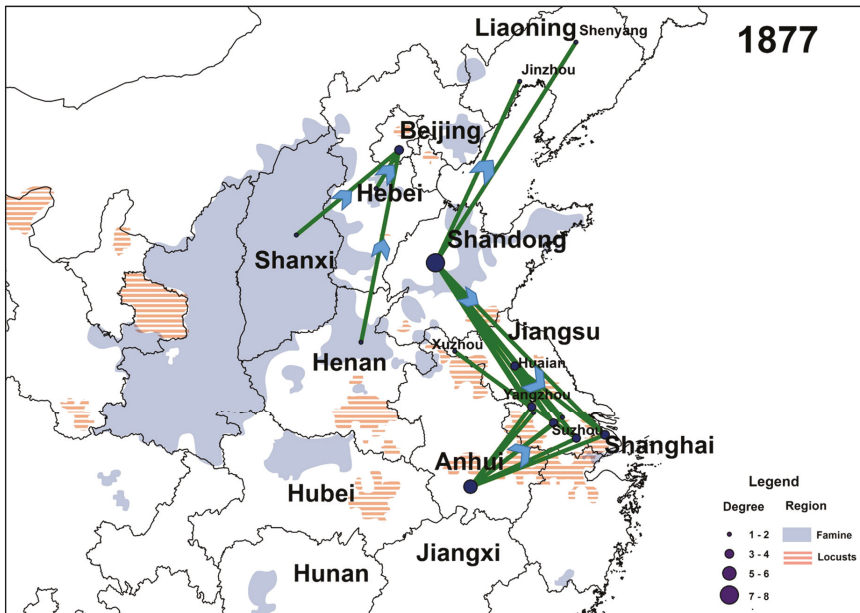 Liaoning
Shenyang
1877
Jinzhou
Beijing
Hebei
Shandong
Shanxi
Jiangsu
Xuzhou
Henan
Huaian
Yangzhou
Suzhou
Shanghai
Anhui
Hubei
Jiangxi
Hunan
Legend
Degree Region
1 - 2 Famine
3 - 4 Locusts
5 - 6
7 - 8